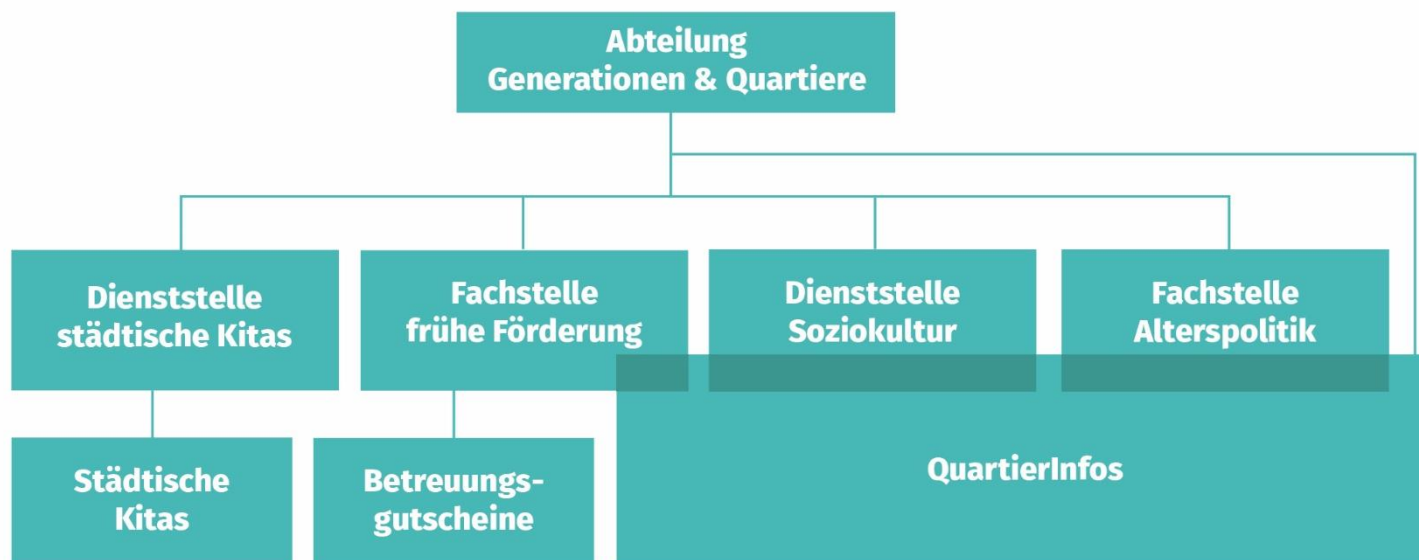 Abteilung
Generationen & Quartiere
Dienststelle
städtische Kitas
Fachstelle
frühe Förderung
Dienststelle
Soziokultur
Fachstelle
Alterspolitik
Städtische
Kitas
Betreuungs-
gutscheine
QuartierInfos